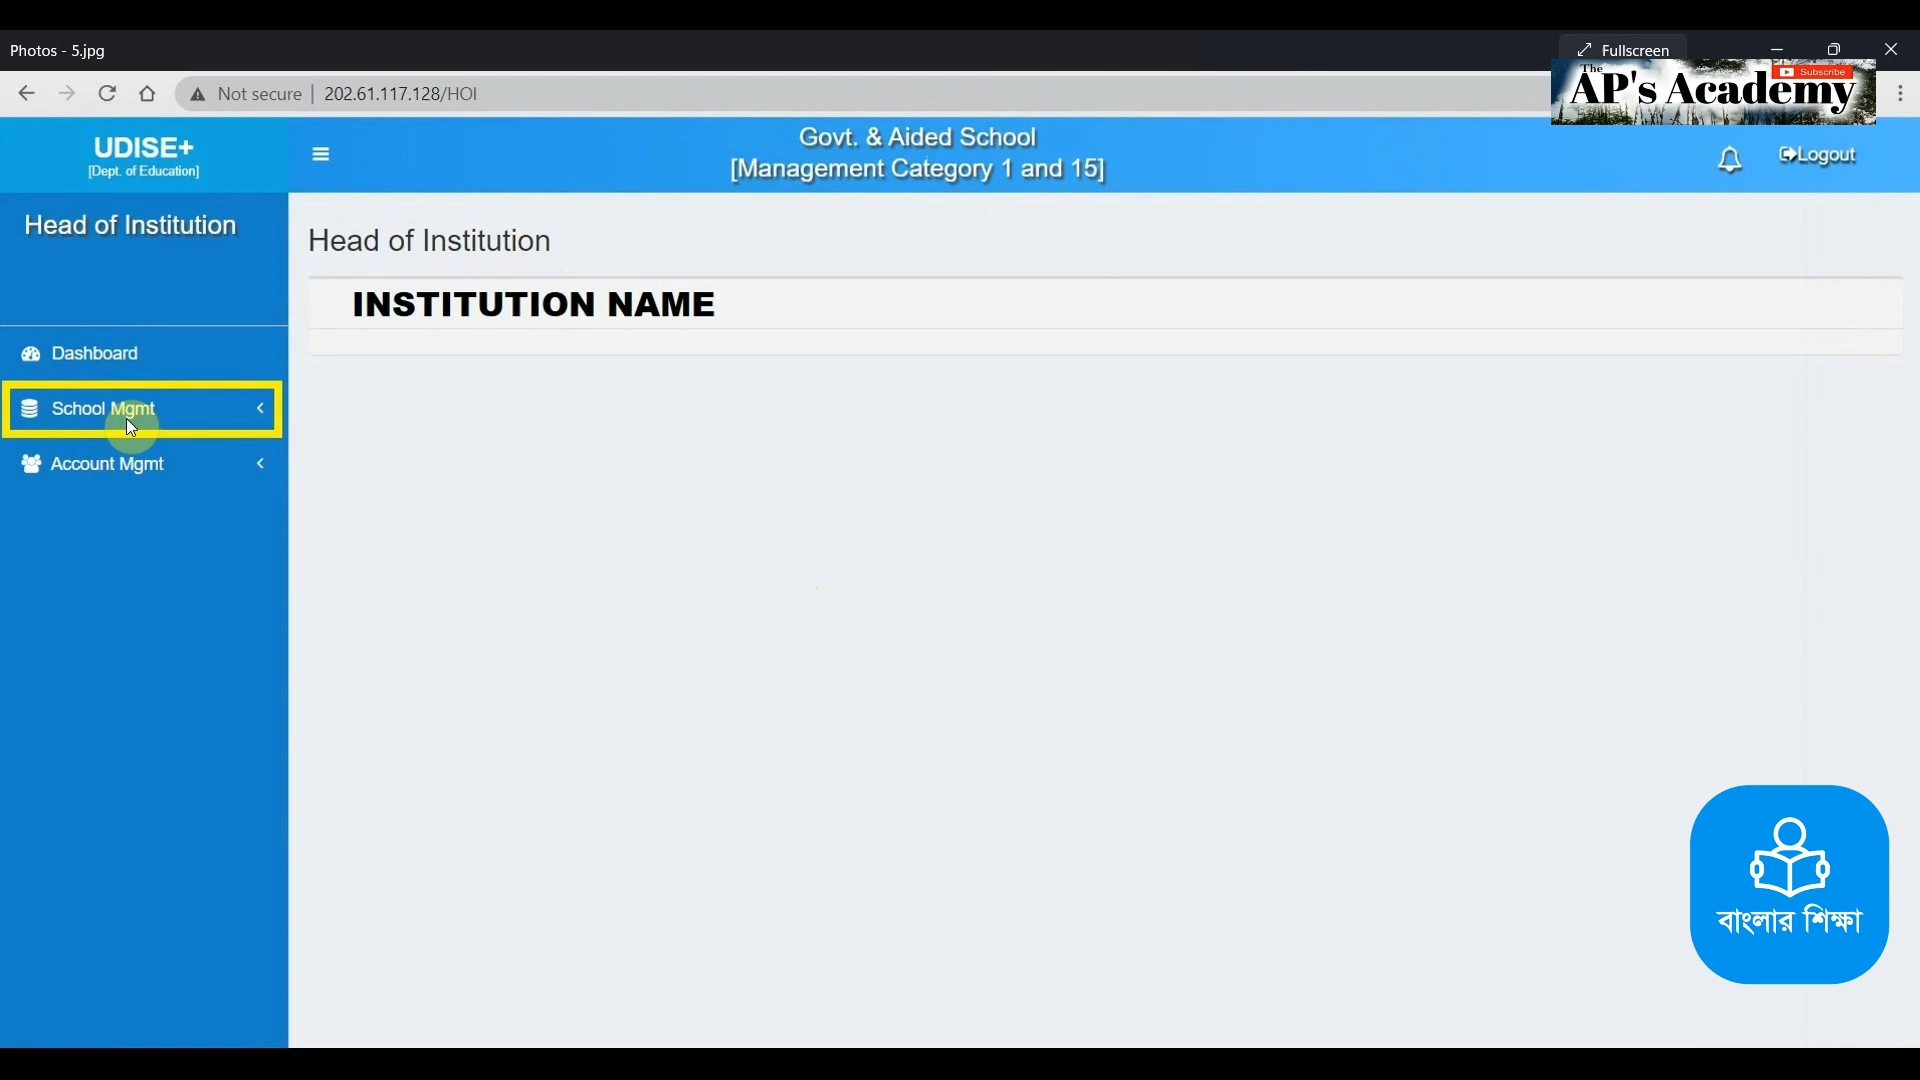 Photos - 5.jpg
Fullscreen
Not secure | 202.61.117.128/HOI
The
AP's Academy
Subscribe
UDISE+
[Dept. of Education]
Govt. & Aided School
[Management Category 1 and 15]
Logout
Head of Institution
Head of Institution
INSTITUTION NAME
Dashboard
School Mgmt
Account Mgmt
বাংলার শিক্ষা